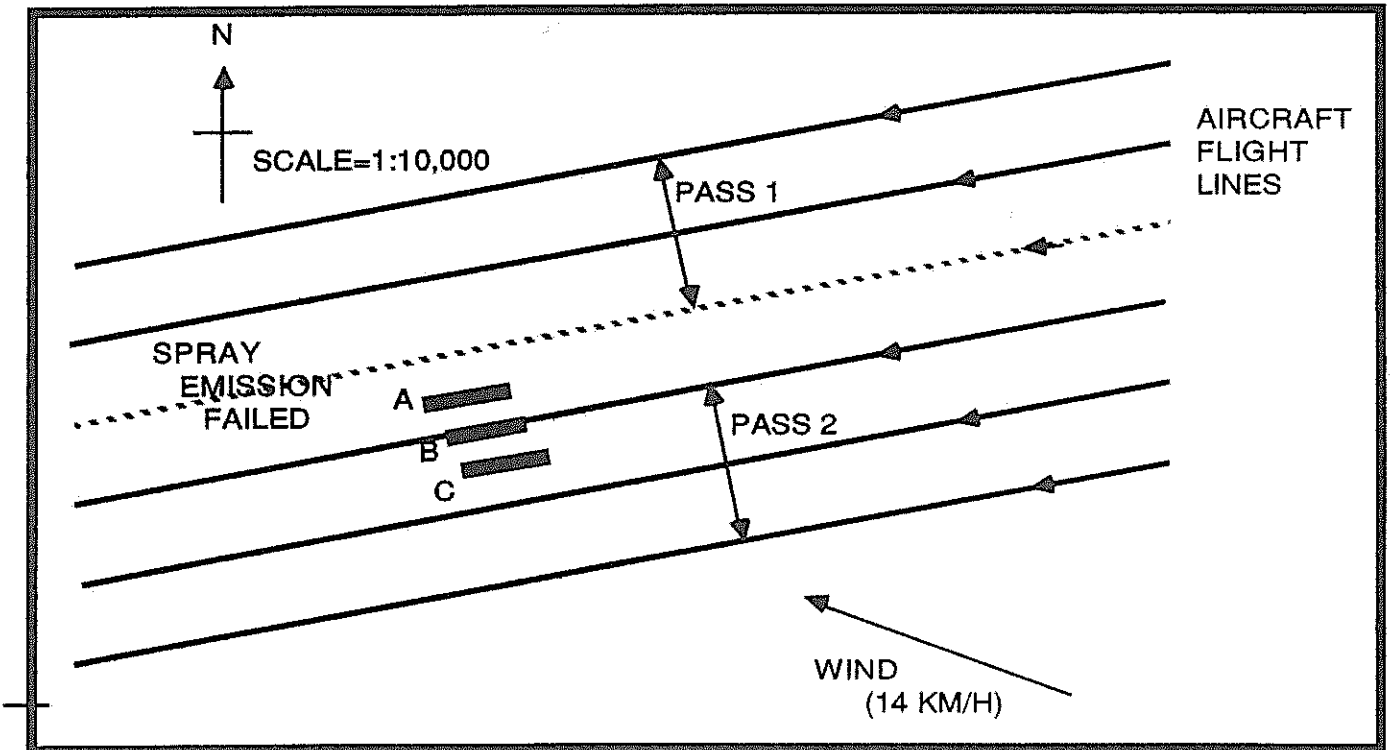 N
SCALE=1:10,000
AIRCRAFT
FLIGHT
LINES
PASS 1
SPRAY
EMISSION
FAILED
A
B
C
PASS 2
WIND
(14 KM/H)